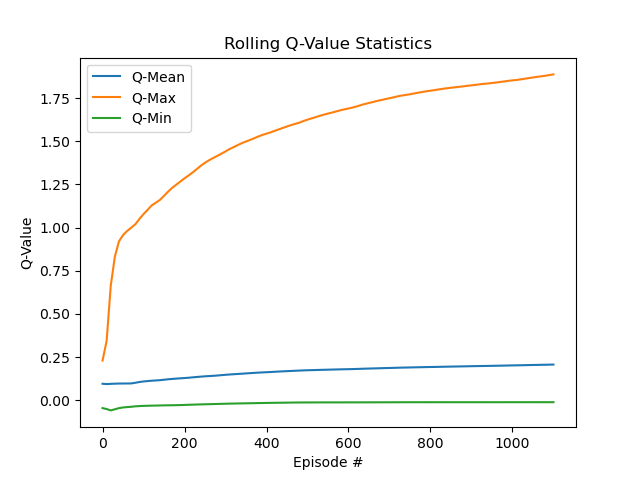 Rolling Q-Value Statistics
Q-Mean
Q-Max
Q-Min
Q-Value
1.75
1.50
1.25
1.00
0.75
0.50
0.25
0.00
0 200 400 600 800 1000
Episode #